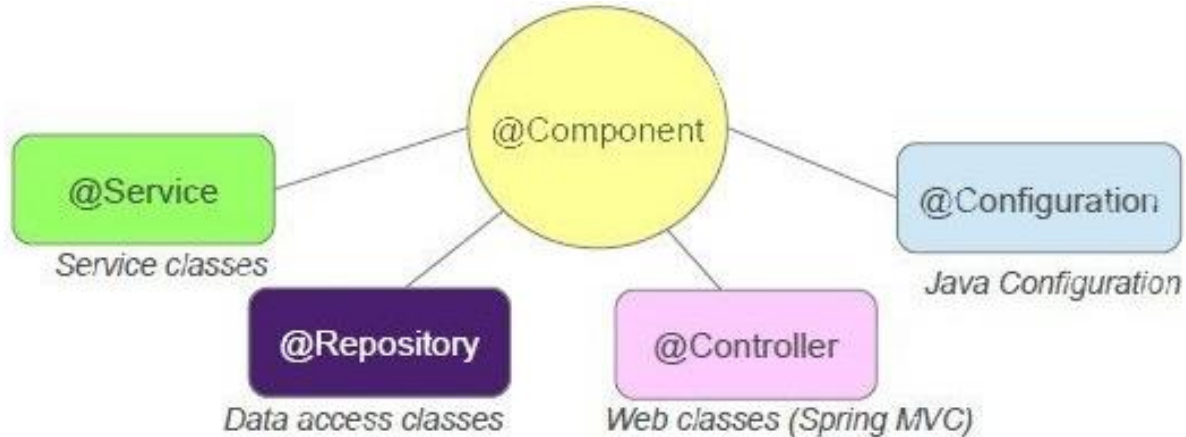 @Component
@Service
Service classes
@Configuration
Java Configuration
@Repository
Data access classes
@Controller
Web classes (Spring MVC)